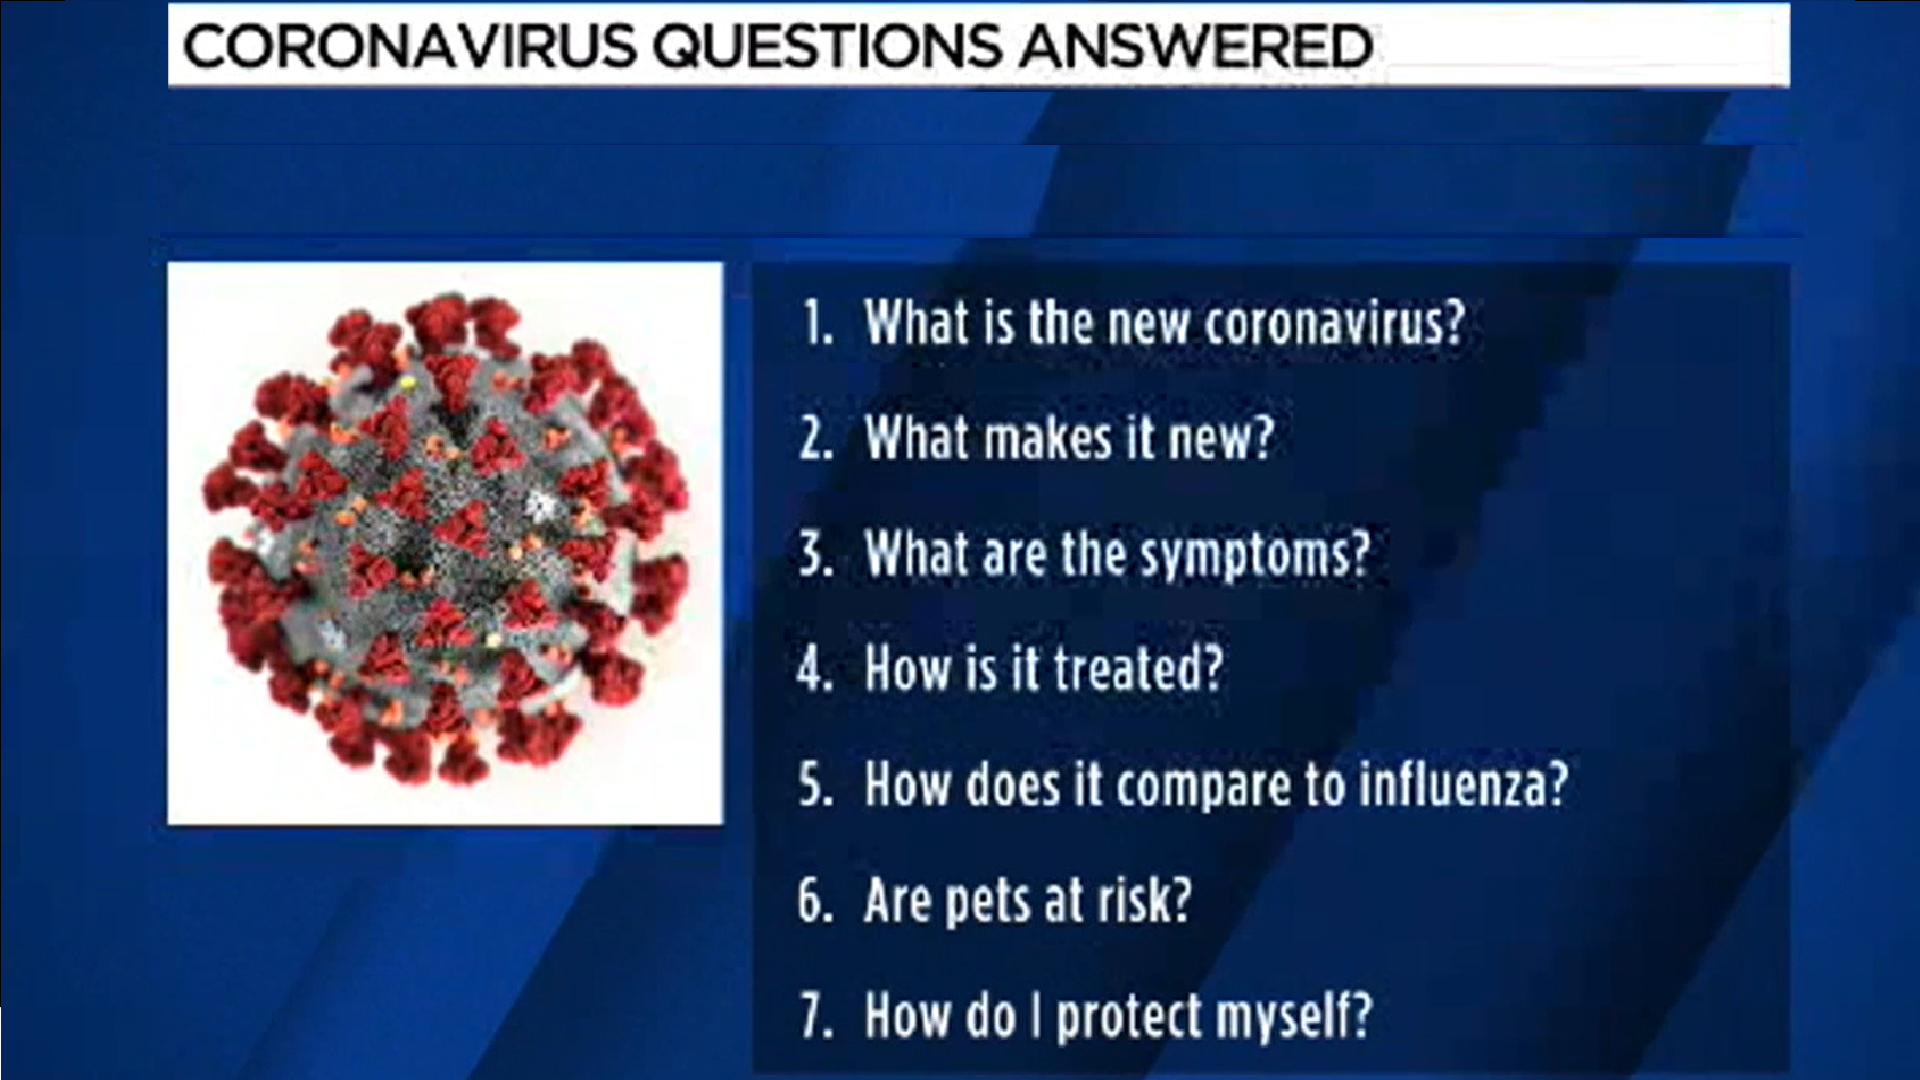 CORONAVIRUS QUESTIONS ANSWERED
1. What is the new coronavirus?
2. What makes it new?
3. What are the symptoms?
4. How is it treated?
5. How does it compare to influenza?
6. Are pets at risk?
7. How do I protect myself?